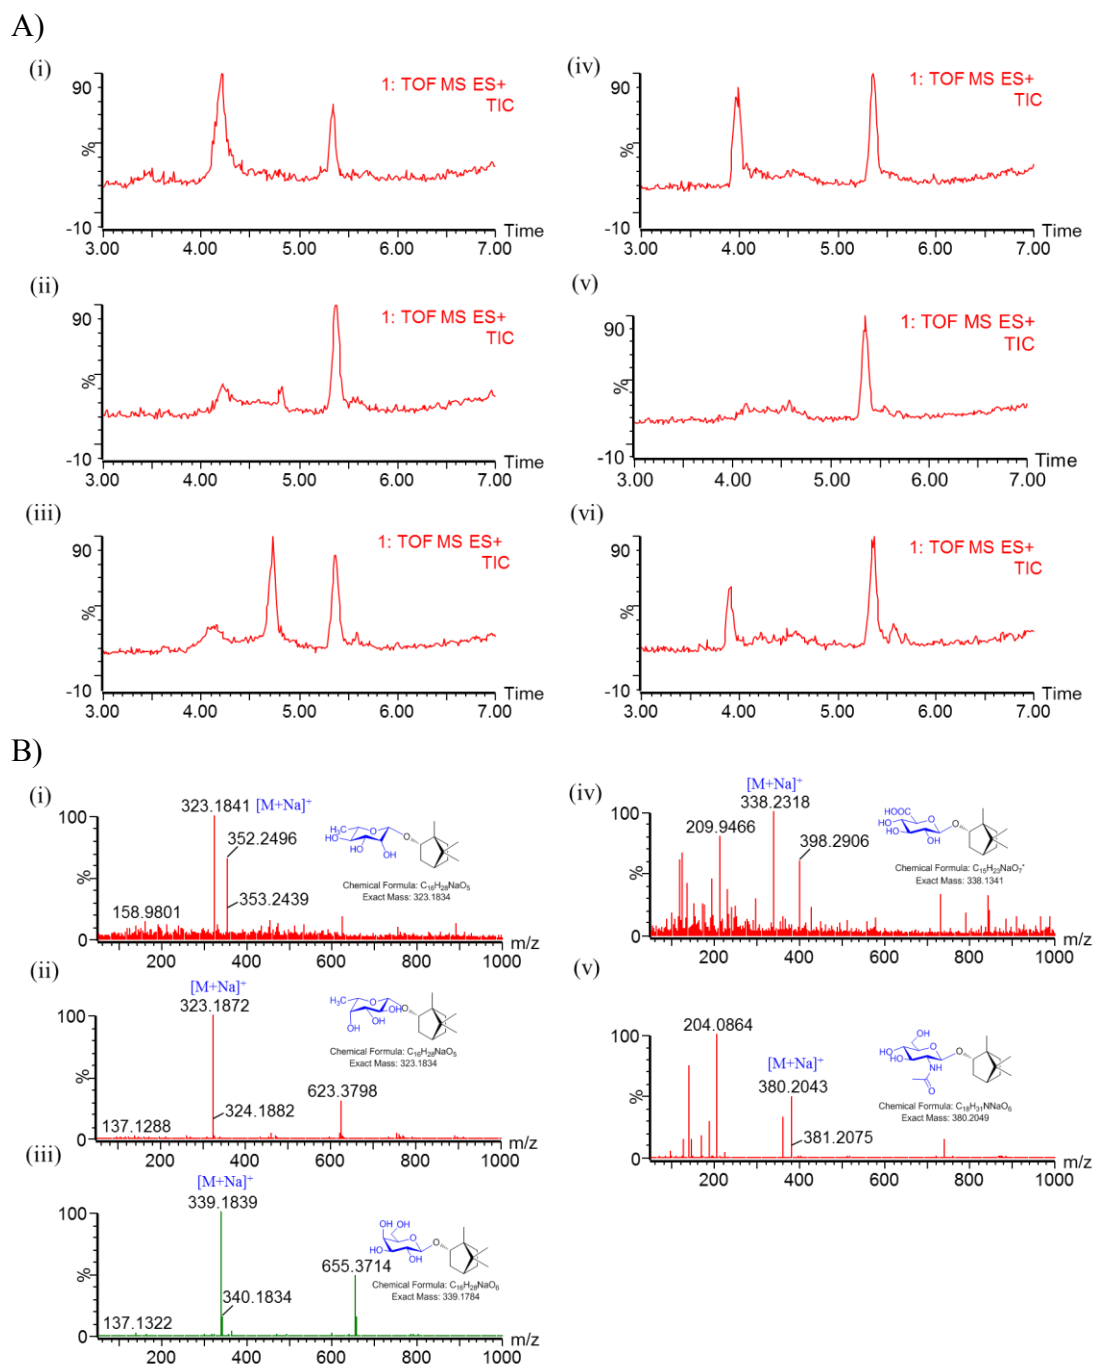 A)
(i)
90
%
-10
3.00 4.00 5.00 6.00 7.00
Time
1: TOF MS ES+
TIC
(iv)
90
%
-10
3.00 4.00 5.00 6.00 7.00
Time
1: TOF MS ES+
TIC
(ii)
90
%
-10
3.00 4.00 5.00 6.00 7.00
Time
1: TOF MS ES+
TIC
(v)
90
%
-10
3.00 4.00 5.00 6.00 7.00
Time
1: TOF MS ES+
TIC
(iii)
90
%
-10
3.00 4.00 5.00 6.00 7.00
Time
1: TOF MS ES+
TIC
(vi)
90
%
-10
3.00 4.00 5.00 6.00 7.00
Time
1: TOF MS ES+
TIC
B)
(i)
323.1841 [M+Na]+
352.2496
353.2439
158.9801
100
%
0
200 400 600 800 1000 m/z
H₃C
HO
HO
OH
O
O
Chemical Formula: C₁₆H₂₈NaO₅
Exact Mass: 323.1834
(iv)
[M+Na]+
338.2318
209.9466
398.2906
100
%
0
200 400 600 800 1000 m/z
HOOC
HO
HO
OH
O
O
Chemical Formula: C₁₅H₂₃NaO₇•
Exact Mass: 338.1341
(ii)
[M+Na]+
323.1872
324.1882
137.1288
623.3798
100
%
0
200 400 600 800 1000 m/z
H₃C
O
O
OH
OH
OH
Chemical Formula: C₁₆H₂₈NaO₅
Exact Mass: 323.1834
(v)
204.0864
[M+Na]+
380.2043
381.2075
100
%
0
200 400 600 800 1000 m/z
OH
HO
HO
O
O
NH
O
Chemical Formula: C₁₈H₃₁NNaO₆
Exact Mass: 380.2049
(iii)
[M+Na]+
339.1839
340.1834
137.1322
655.3714
100
%
0
200 400 600 800 1000 m/z
OH OH
HO
OH
O
O
Chemical Formula: C₁₆H₂₈NaO₆
Exact Mass: 339.1784